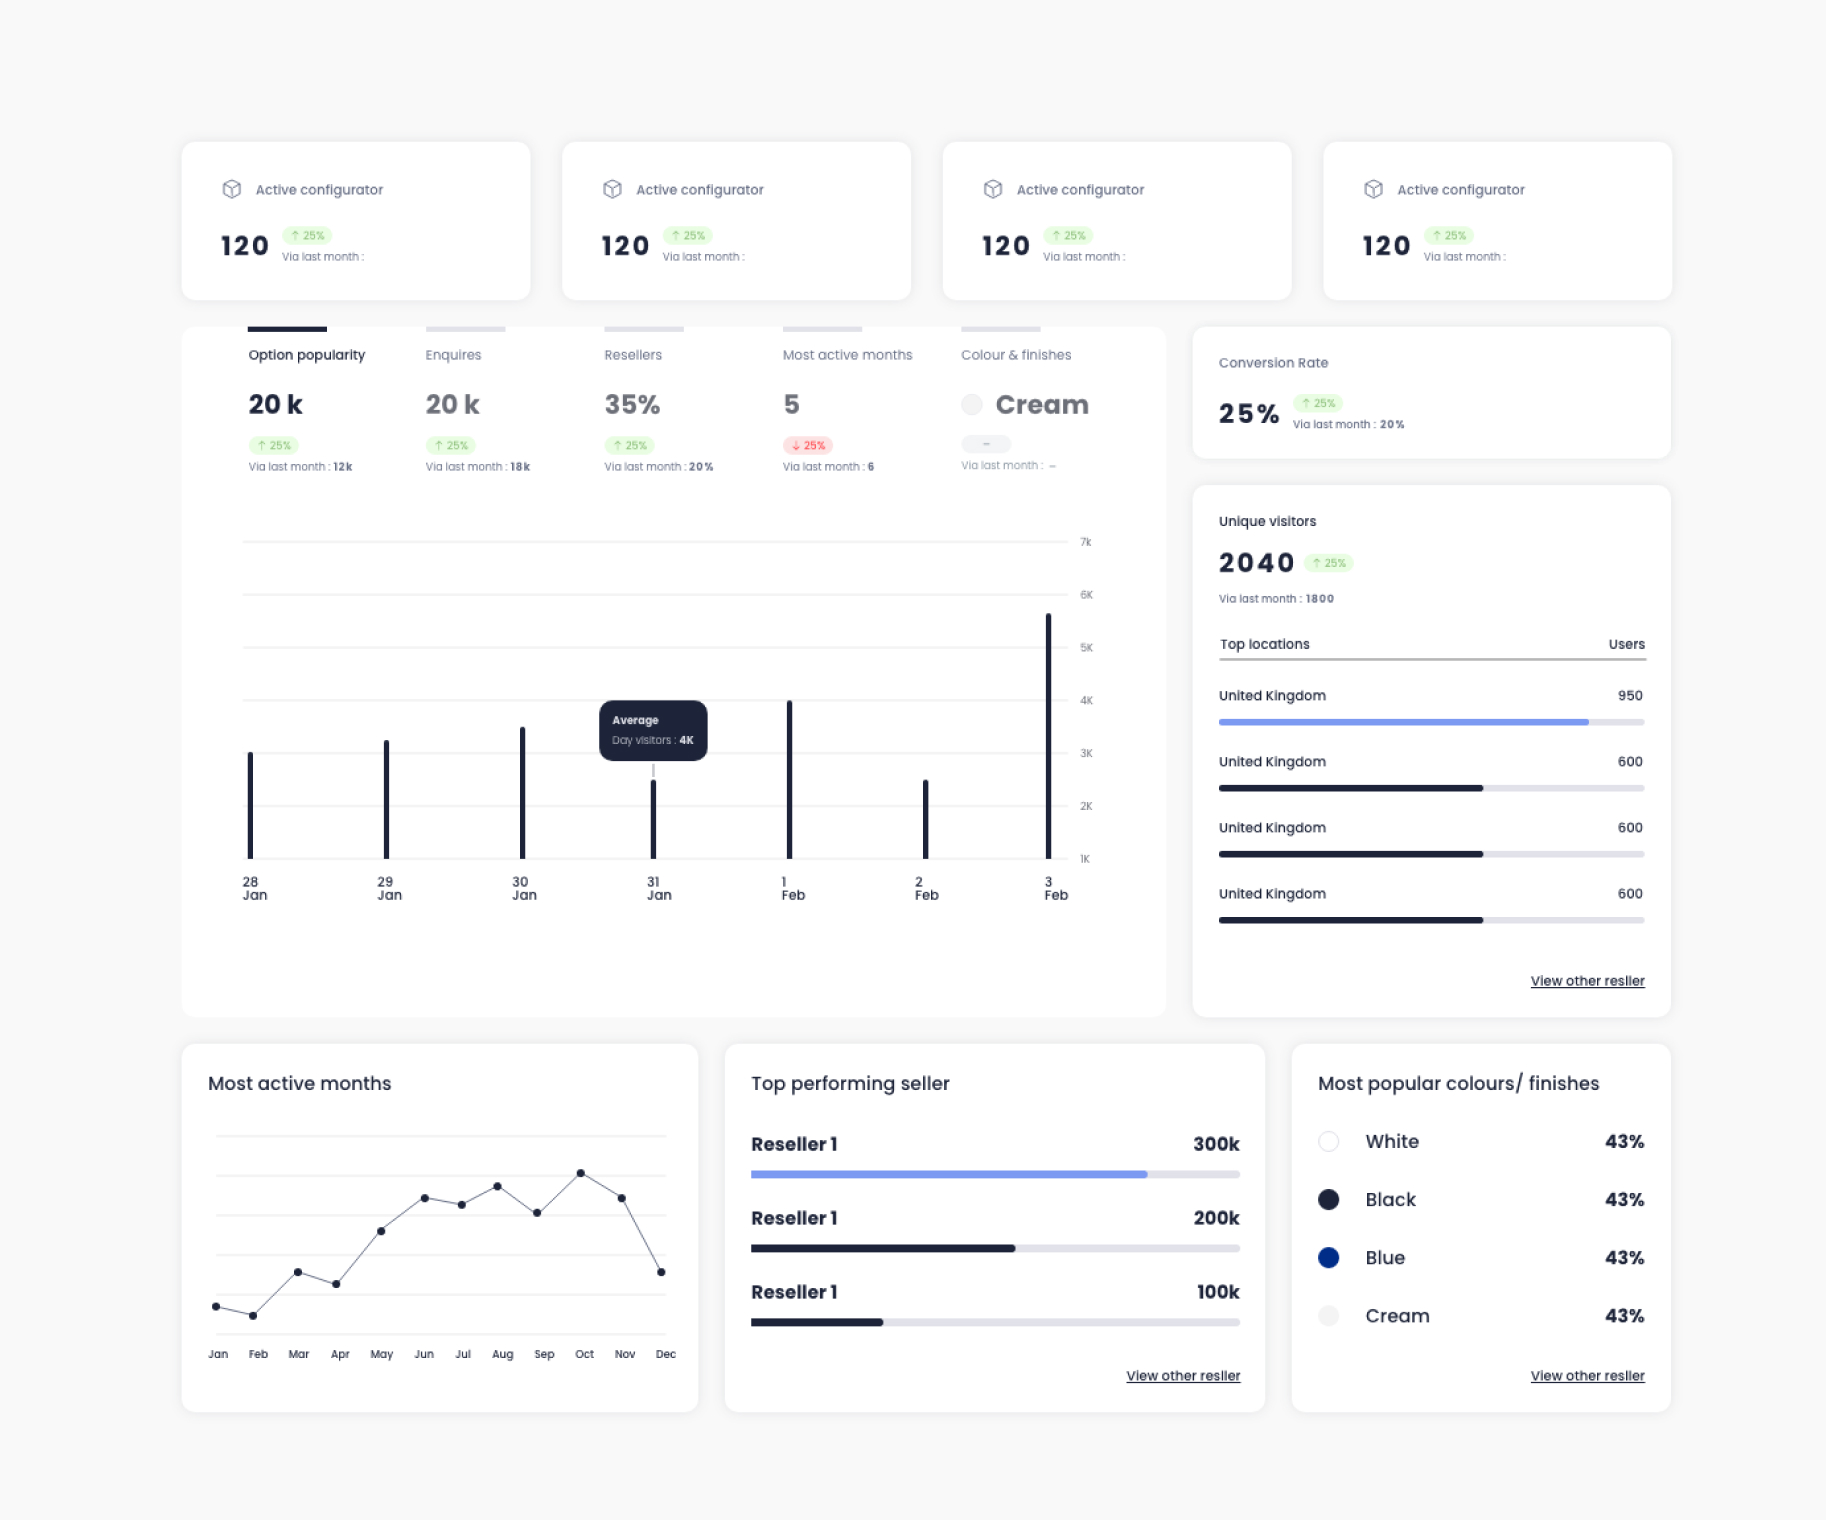 Active configurator
120 ↑ 25%
Via last month :
Active configurator
120 ↑ 25%
Via last month :
Active configurator
120 ↑ 25%
Via last month :
Active configurator
120 ↑ 25%
Via last month :
Option popularity
20 k
↑ 25%
Via last month : 12k
Enquires
20 k
↑ 25%
Via last month : 18k
Resellers
35%
↑ 25%
Via last month : 20%
Most active months
5
↓ 25%
Via last month : 6
Colour & finishes
Cream
–
Via last month : –
7k
6K
5K
4K
3K
2K
1K
Average
Day visitors : 4K
28
Jan
29
Jan
30
Jan
31
Jan
1
Feb
2
Feb
3
Feb
Conversion Rate
25% ↑ 25%
Via last month : 20%
Unique visitors
2040 ↑ 25%
Via last month : 1800
Top locations Users
United Kingdom 950
United Kingdom 600
United Kingdom 600
United Kingdom 600
View other resller
Most active months
Jan Feb Mar Apr May Jun Jul Aug Sep Oct Nov Dec
Top performing seller
Reseller 1 300k
Reseller 1 200k
Reseller 1 100k
View other resller
Most popular colours/ finishes
White 43%
Black 43%
Blue 43%
Cream 43%
View other resller